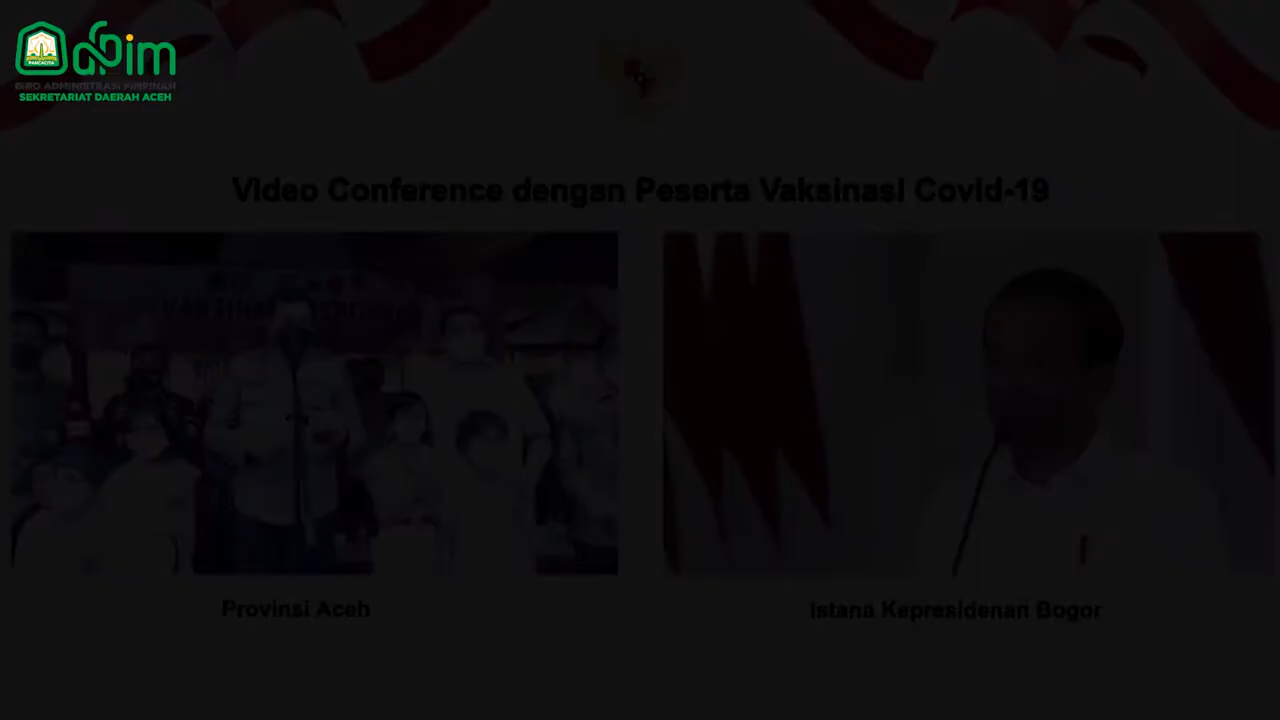 PANCACITA
adpim
BIRO ADMINISTRASI PIMPINAN
SEKRETARIAT DAERAH ACEH
Video Conference dengan Peserta Vaksinasi Covid-19
Provinsi Aceh
Istana Kepresidenan Bogor